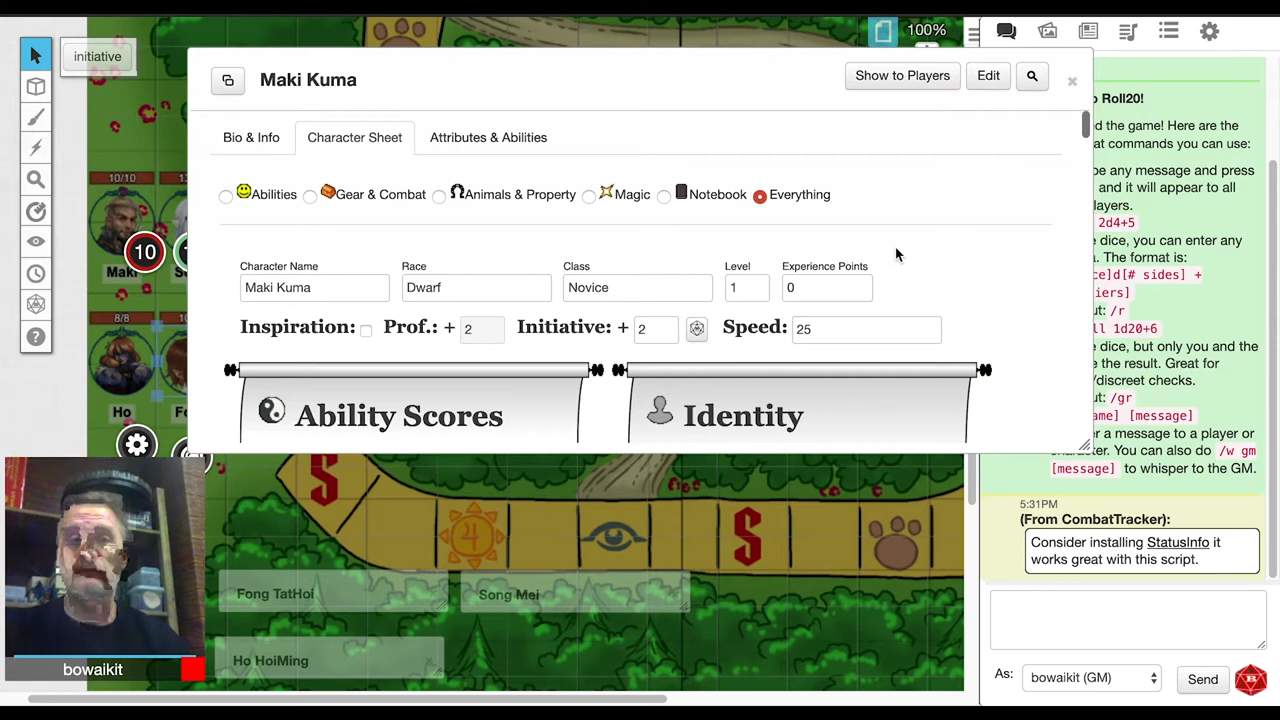 initiative
100%
Maki Kuma
Show to Players
Edit
Bio & Info
Character Sheet
Attributes & Abilities
Abilities
Gear & Combat
Animals & Property
Magic
Notebook
Everything
Character Name
Race
Class
Level
Experience Points
Maki Kuma
Dwarf
Novice
1
0
Inspiration:
Prof.: + 2
Initiative: + 2
Speed: 25
Ability Scores
Identity
10/10
10
Maki
8/8
Ho
Fo
S
S
Fong TatHoi
Song Mei
Ho HoiMing
bowaikit
o Roll20!
d the game! Here are the
at commands you can use:
be any message and press
and it will appear to all
layers.
2d4+5
dice, you can enter any
a. The format is:
ce]d[# sides] +
iers]
ut: /r
ll 1d20+6
e dice, but only you and the
e the result. Great for
/discreet checks.
ut: /gr
ame] [message]
er a message to a player or
character. You can also do /w gm
[message] to whisper to the GM.
5:31PM
(From CombatTracker):
Consider installing StatusInfo it
works great with this script.
As:
bowaikit (GM)
Send